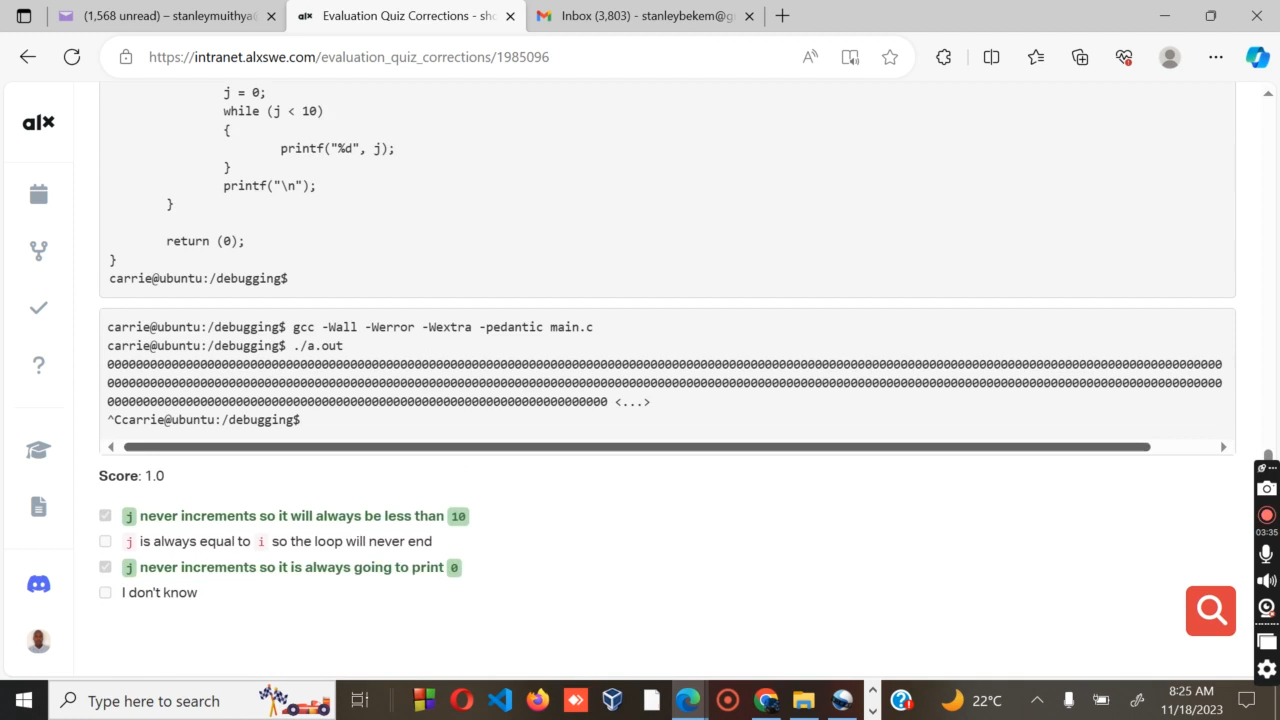 (1,568 unread) – stanleymuithya@
Evaluation Quiz Corrections - sho
Inbox (3,803) - stanleybekem@gr
https://intranet.alxswe.com/evaluation_quiz_corrections/1985096
alx
j = 0;
while (j < 10)
{
printf("%d", j);
}
printf("\n");
}
return (0);
}
carrie@ubuntu:/debugging$
carrie@ubuntu:/debugging$ gcc -Wall -Werror -Wextra -pedantic main.c
carrie@ubuntu:/debugging$ ./a.out
<...>
^Ccarrie@ubuntu:/debugging$
Score: 1.0
j never increments so it will always be less than 10
j is always equal to i so the loop will never end
j never increments so it is always going to print 0
I don't know
03:35
Type here to search
22°C
8:25 AM
11/18/2023